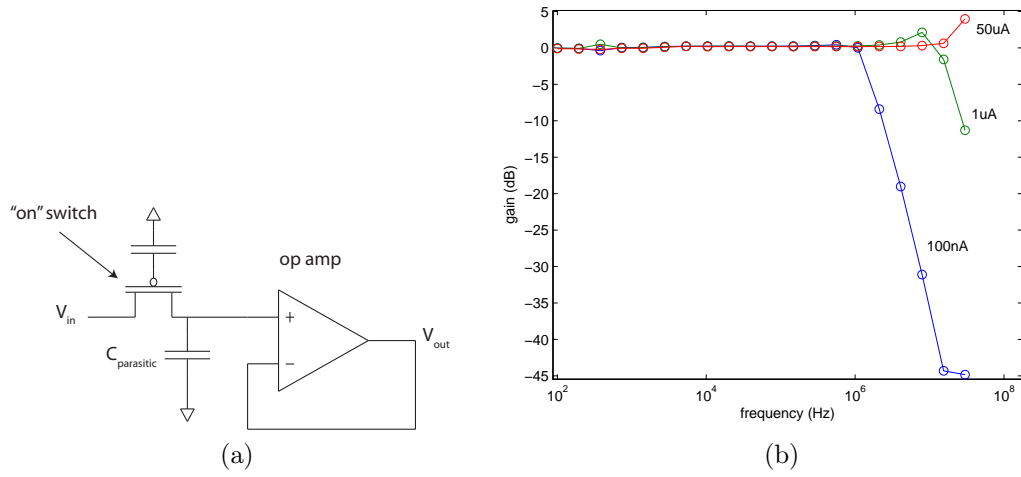 "on" switch
op amp
V_in
+
−
V_out
C_parasitic
(a)
5
0
−5
−10
−15
−20
−25
−30
−35
−40
−45
gain (dB)
50uA
1uA
100nA
10^2
10^4
10^6
10^8
frequency (Hz)
(b)